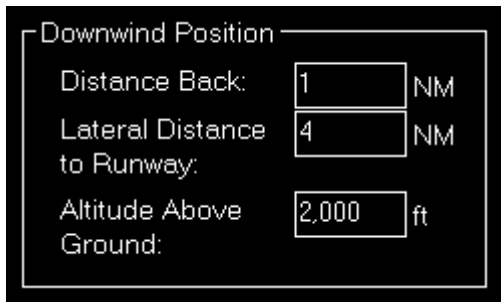 Downwind Position
Distance Back: 1 NM
Lateral Distance 4 NM
to Runway:
Altitude Above 2,000 ft
Ground: